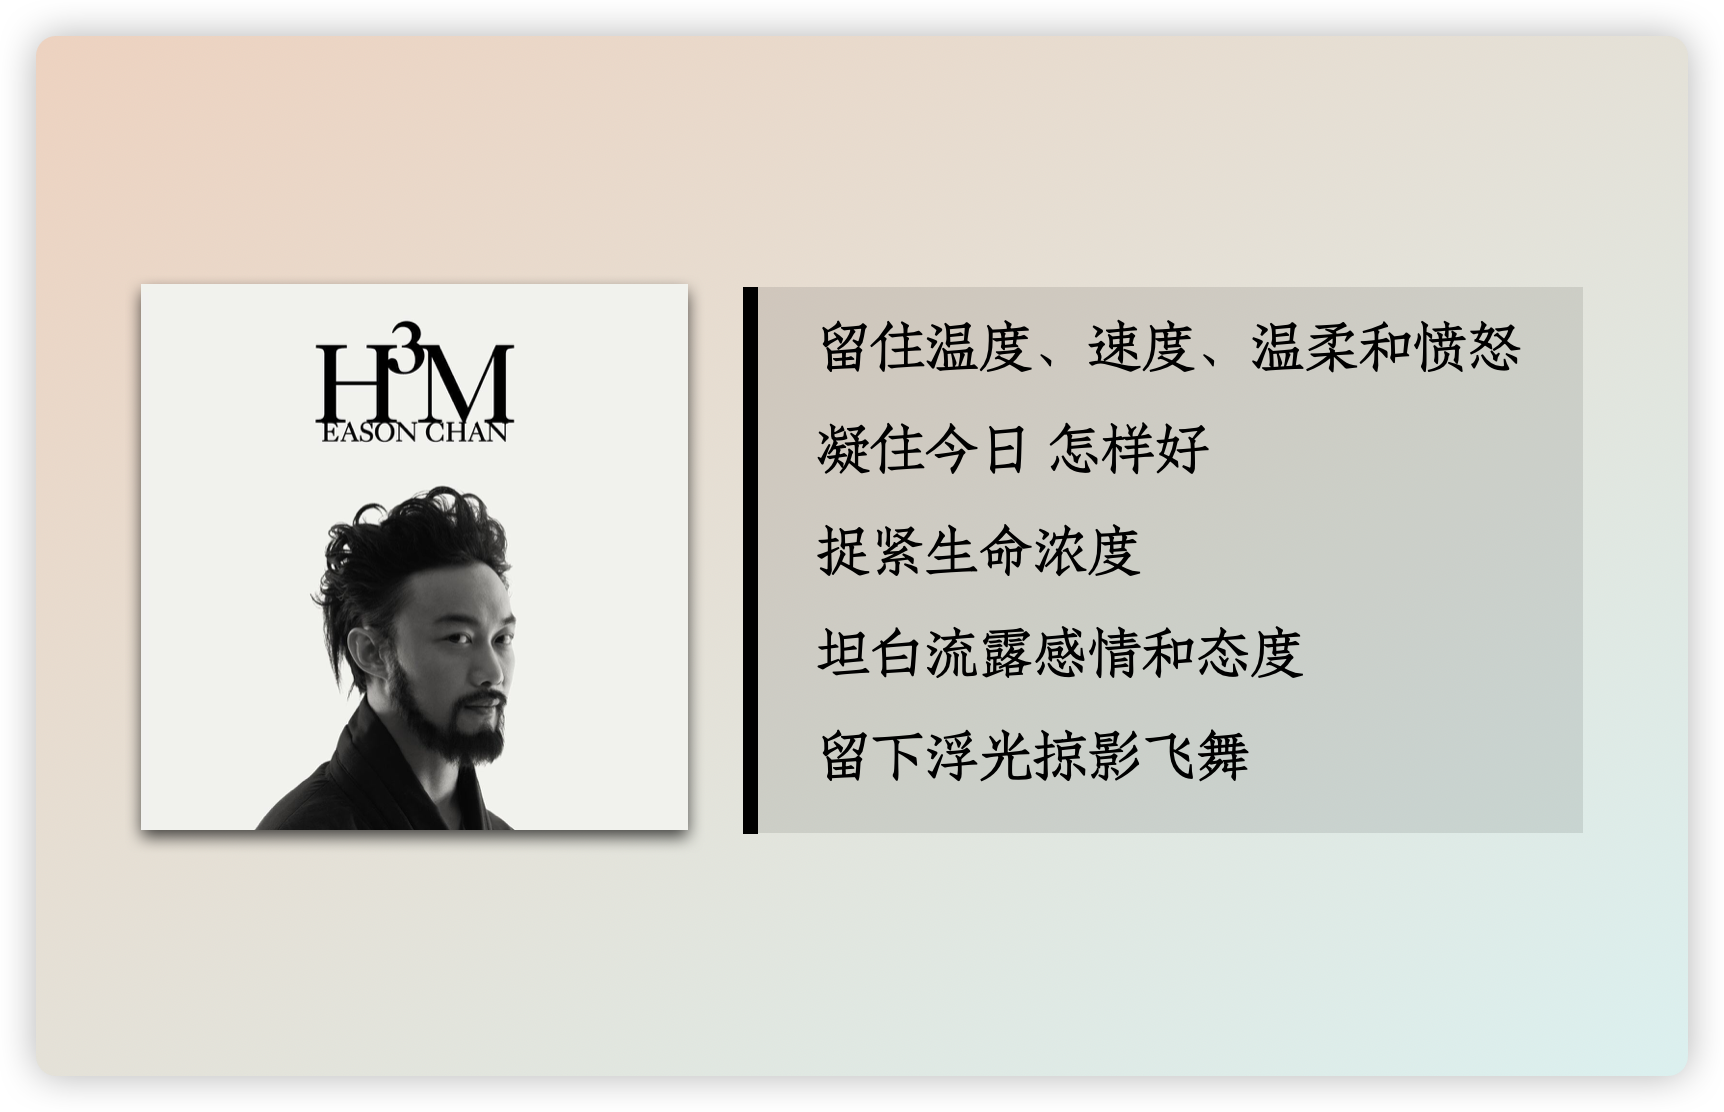 H³M
EASON CHAN
留住温度、速度、温柔和愤怒
凝住今日 怎样好
捉紧生命浓度
坦白流露感情和态度
留下浮光掠影飞舞